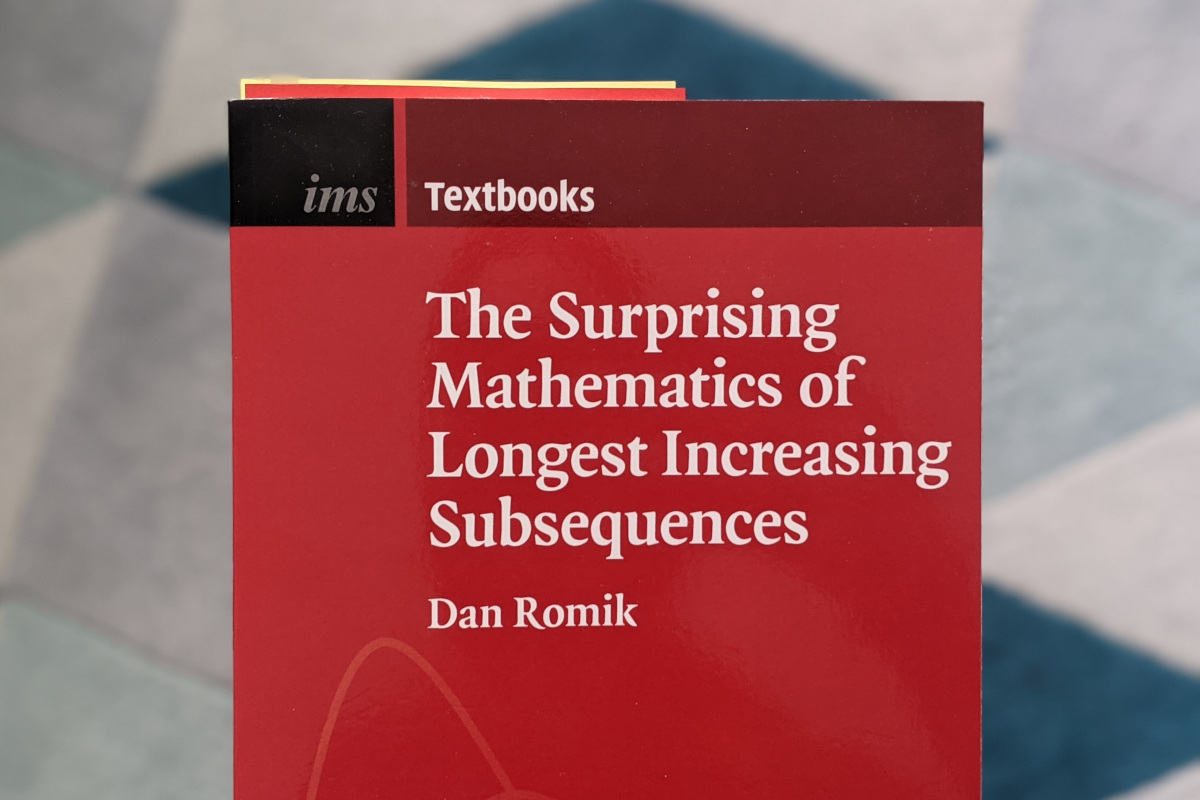 ims
Textbooks
The Surprising
Mathematics of
Longest Increasing
Subsequences
Dan Romik